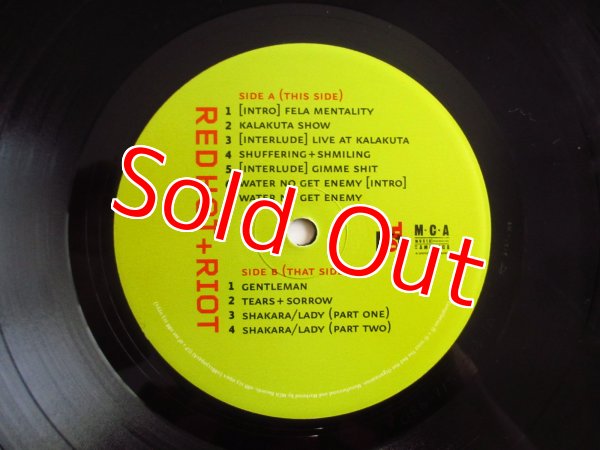 SIDE A (THIS SIDE)
1 [INTRO] FELA MENTALITY
2 KALAKUTA SHOW
3 [INTERLUDE] LIVE AT KALAKUTA
4 SHUFFERING+SHMILING
5 [INTERLUDE] GIMME SHIT
WATER NO GET ENEMY [INTRO]
WATER NO GET ENEMY
RED HOT + RIOT
Sold Out
M·C·A
MUSIC
SIDE B (THAT SIDE
1 GENTLEMAN
2 TEARS+SORROW
3 SHAKARA/LADY (PART ONE)
4 SHAKARA/LADY (PART TWO)